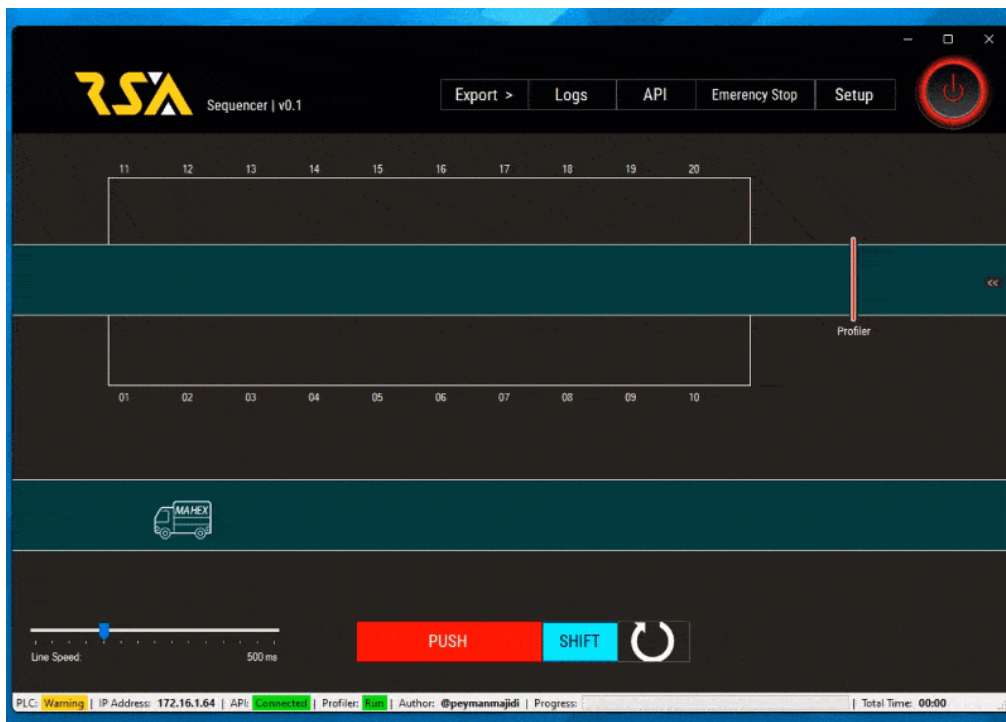 RSA Sequencer | v0.1
Export > Logs API Emerency Stop Setup
11 12 13 14 15 16 17 18 19 20
<<
Profiler
01 02 03 04 05 06 07 08 09 10
MAHEX
PUSH SHIFT
Line Speed: 500 ms
PLC: Warning | IP Address: 172.16.1.64 | API: Connected | Profiler: Run | Author: @peymanmajidi | Progress: | Total Time: 00:00